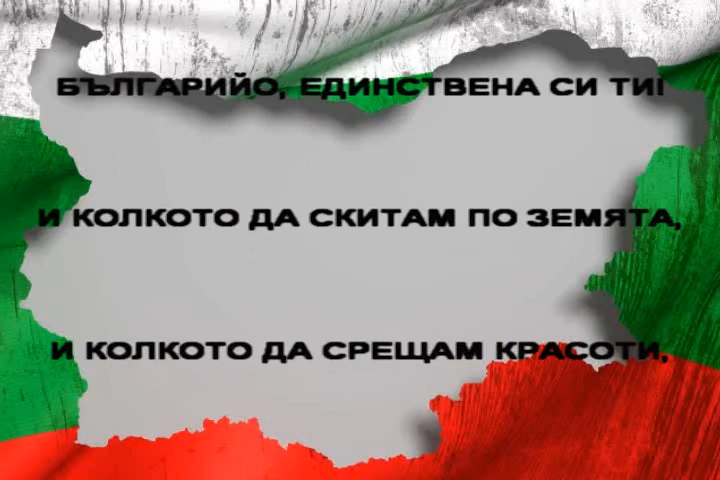 БЪЛГАРИЙО, ЕДИНСТВЕНА СИ ТИ!
И КОЛКОТО ДА СКИТАМ ПО ЗЕМЯТА,
И КОЛКОТО ДА СРЕЩАМ КРАСОТИ,